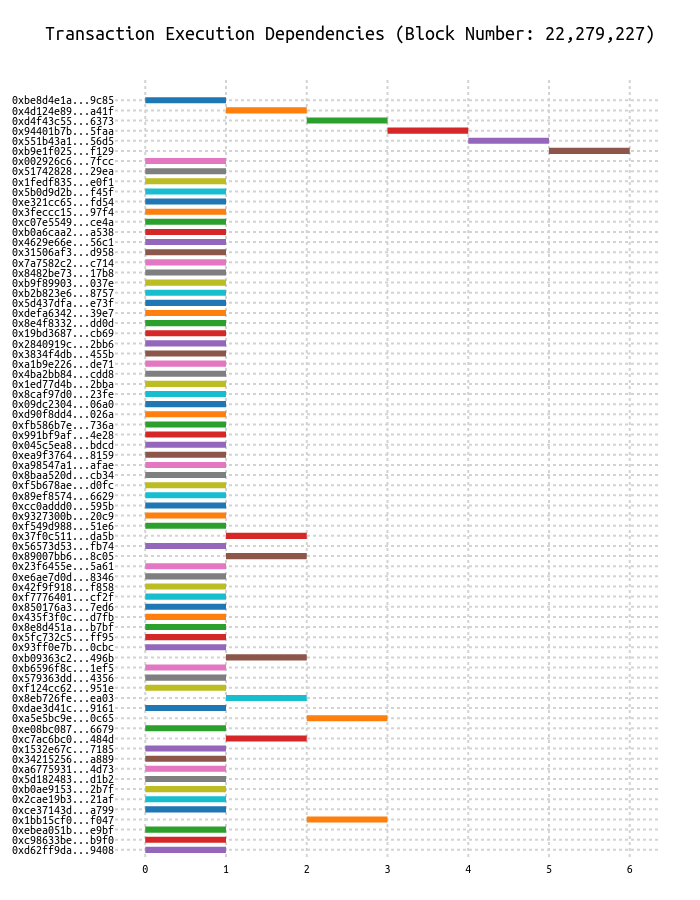 Transaction Execution Dependencies (Block Number: 22,279,227)
0xbe8d4e1a...9c85
0x4d124e89...a41f
0xd4f43c55...6373
0x94401b7b...5faa
0x551b43a1...56d5
0xb9e1f025...f129
0x002926c6...7fcc
0x51742828...29ea
0x1fedf835...e0f1
0x5b0d9d2b...f45f
0xe321cc65...fd54
0x3feccc15...97f4
0xc07e5549...ce4a
0xb0a6caa2...a538
0x4629e66e...56c1
0x31506af3...d958
0x7a7582c2...c714
0x8482be73...17b8
0xb9f89903...037e
0xb2b823e6...8757
0x5d437dfa...e73f
0xdefa6342...39e7
0x8e4f8332...dd0d
0x19bd3687...cb69
0x2840919c...2bb6
0x3834f4db...455b
0xa1b9e226...de71
0x4ba2bb84...cdd8
0x1ed77d4b...2bba
0x8caf97d0...23fe
0x09dc2304...06a0
0xd90f8dd4...026a
0xfb586b7e...736a
0x991bf9af...4e28
0x045c5ea8...bdcd
0xea9f3764...8159
0xa98547a1...afae
0x8baa520d...cb34
0xf5b678ae...d0fc
0x89ef8574...6629
0xcc0addd0...595b
0x9327300b...20c9
0xf549d988...51e6
0x37f0c511...da5b
0x56573d53...fb74
0x89007bb6...8c05
0x23f6455e...5a61
0xe6ae7d0d...8346
0x42f9f918...f858
0xf7776401...cf2f
0x850176a3...7ed6
0x435f3f0c...d7fb
0x8e8d451a...b7bf
0x5fc732c5...ff95
0x93ff0e7b...0cbc
0xb09363c2...496b
0xb6596f8c...1ef5
0x579363dd...4356
0xf124cc62...951e
0x8eb726fe...ea03
0xdae3d41c...9161
0xa5e5bc9e...0c65
0xe08bc087...6679
0xc7ac6bc0...484d
0x1532e67c...7185
0x34215256...a889
0xa6775931...4d73
0x5d182483...d1b2
0xb0ae9153...2b7f
0x2cae19b3...21af
0xce37143d...a799
0x1bb15cf0...f047
0xebea051b...e9bf
0xc98633be...b9f0
0xd62ff9da...9408
0 1 2 3 4 5 6